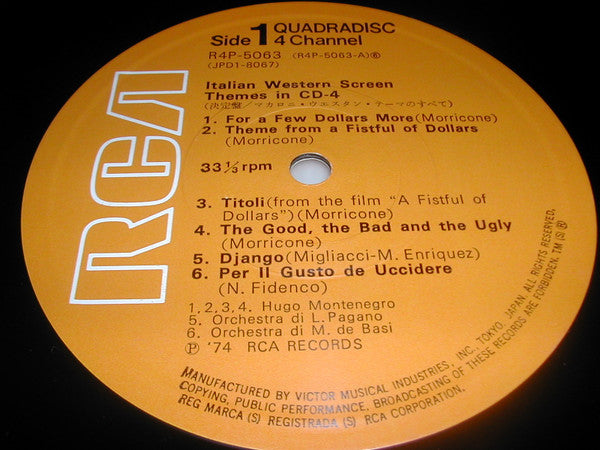 RCA
Side 1 QUADRADISC
4 Channel
R4P-5063 (R4P-5063-A)⑥
(JPD1-8067)
Italian Western Screen
Themes in CD-4
(決定盤/マカロニ・ウエスタン・テーマのすべて)
1. For a Few Dollars More(Morricone)
2. Theme from a Fistful of Dollars
(Morricone)
33 1/3 rpm
3. Titoli(from the film "A Fistful of
Dollars")(Morricone)
4. The Good, the Bad and the Ugly
(Morricone)
5. Django(Migliacci-M. Enriquez)
6. Per Il Gusto de Uccidere
(N. Fidenco)
1,2,3,4. Hugo Montenegro
5. Orchestra di L. Pagano
6. Orchestra di M. de Basi
Ⓟ '74 RCA RECORDS
MANUFACTURED BY VICTOR MUSICAL INDUSTRIES, INC. TOKYO, JAPAN. ALL RIGHTS RESERVED.
COPYING, PUBLIC PERFORMANCE, BROADCASTING OF THESE RECORDS ARE FORBIDDEN. TM (S) ®
REG MARCA (S) REGISTRADA (S) RCA CORPORATION.